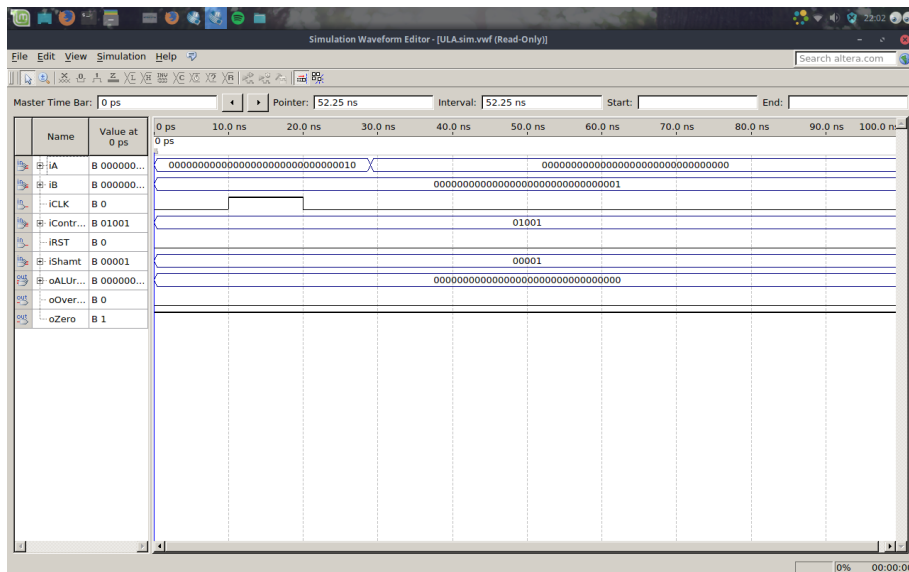 22:02
Simulation Waveform Editor - [ULA.sim.vwf (Read-Only)]
File Edit View Simulation Help
Search altera.com
Master Time Bar: 0 ps Pointer: 52.25 ns Interval: 52.25 ns Start: End:
Name Value at 0 ps
0 ps 10.0 ns 20.0 ns 30.0 ns 40.0 ns 50.0 ns 60.0 ns 70.0 ns 80.0 ns 90.0 ns 100.0 ns
0 ps
iA B 000000... 00000000000000000000000000000010 00000000000000000000000000000000
iB B 000000... 00000000000000000000000000000001
iCLK B 0
iContr... B 01001 01001
iRST B 0
iShamt B 00001 00001
oALUr... B 000000... 00000000000000000000000000000000
oOver... B 0
oZero B 1
0% 00:00:0